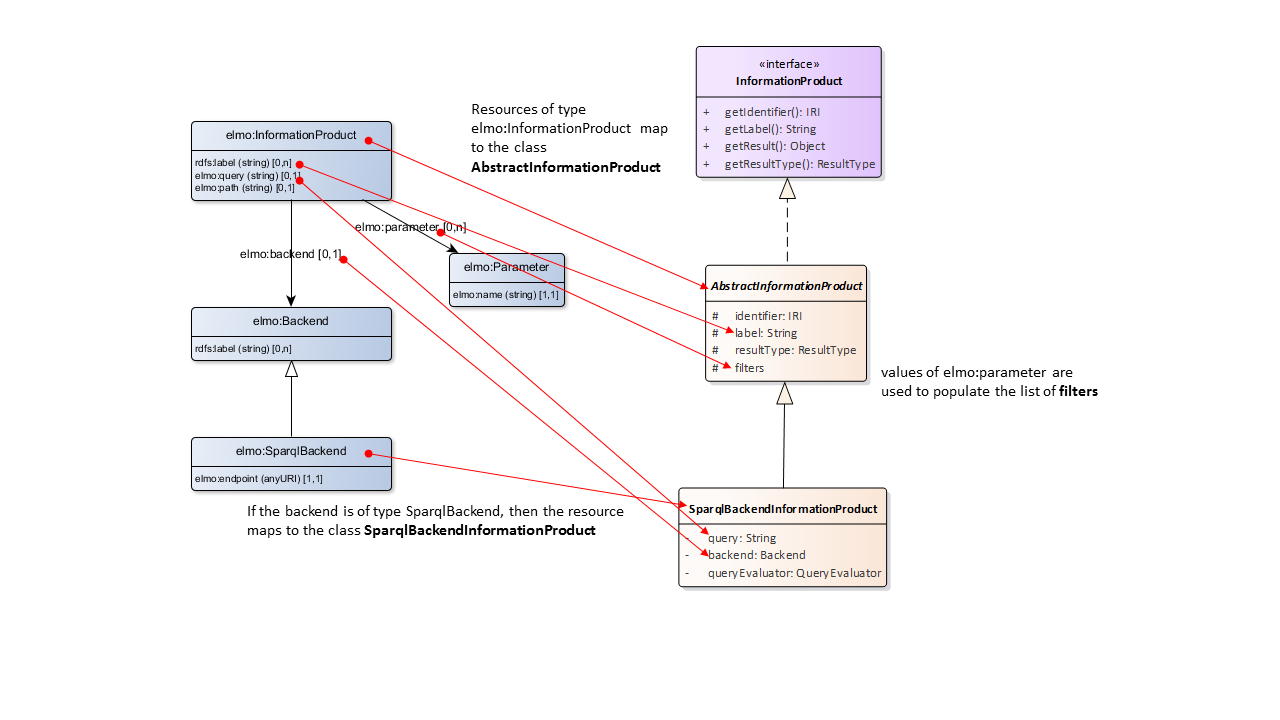 «interface»
InformationProduct
+ getIdentifier(): IRI
+ getLabel(): String
+ getResult(): Object
+ getResultType(): ResultType
Resources of type
elmo:InformationProduct map
to the class
AbstractInformationProduct
elmo:InformationProduct
rdfs:label (string) [0,n]
elmo:query (string) [0,1]
elmo:path (string) [0,1]
elmo:parameter [0,n]
elmo:backend [0,1]
elmo:Parameter
elmo:name (string) [1,1]
AbstractInformationProduct
# identifier: IRI
# label: String
# resultType: ResultType
# filters
elmo:Backend
rdfs:label (string) [0,n]
values of elmo:parameter are
used to populate the list of filters
elmo:SparqlBackend
elmo:endpoint (anyURI) [1,1]
If the backend is of type SparqlBackend, then the resource
maps to the class SparqlBackendInformationProduct
SparqlBackendInformationProduct
- query: String
- backend: Backend
- queryEvaluator: QueryEvaluator